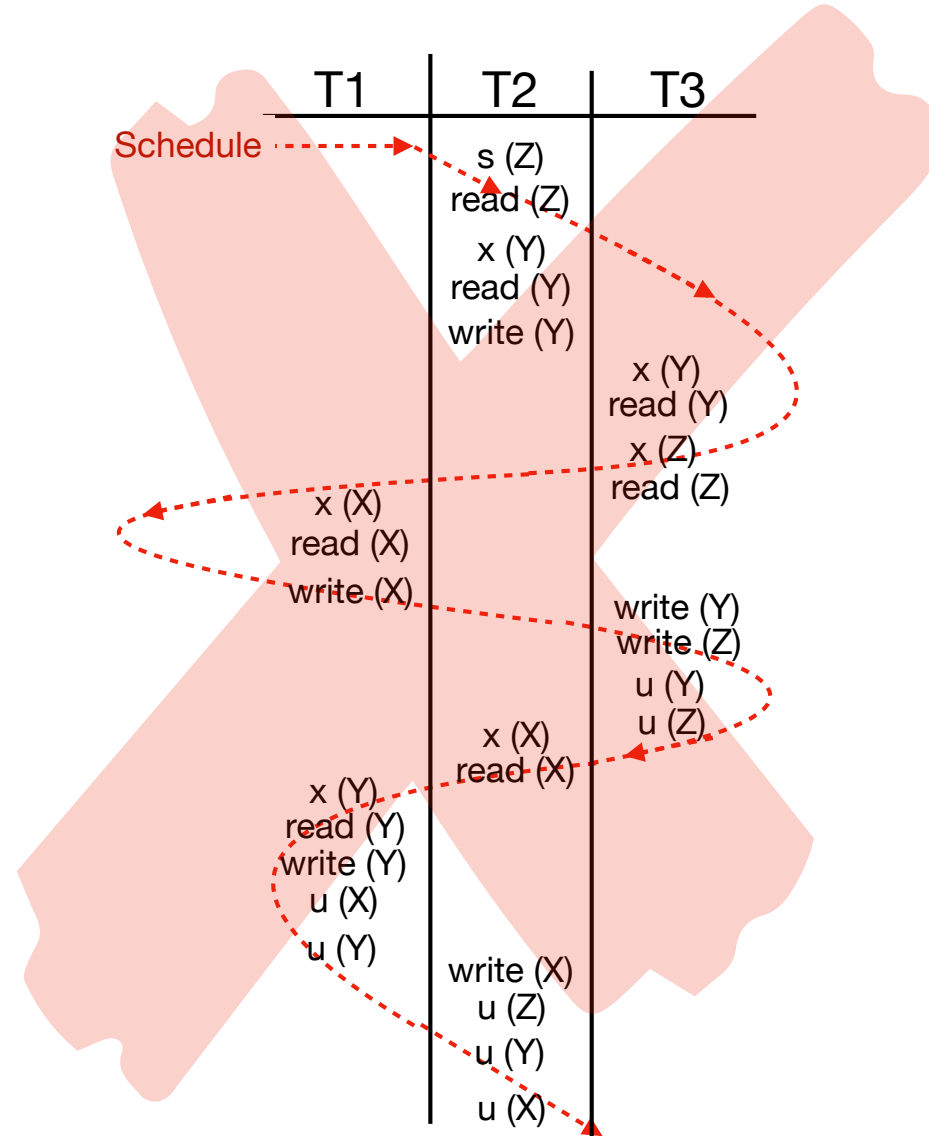 T1 T2 T3
Schedule
s (Z)
read (Z)
x (Y)
read (Y)
write (Y)
x (Y)
read (Y)
x (Z)
read (Z)
x (X)
read (X)
write (X)
write (Y)
write (Z)
u (Y)
u (Z)
x (X)
read (X)
x (Y)
read (Y)
write (Y)
u (X)
u (Y)
write (X)
u (Z)
u (Y)
u (X)